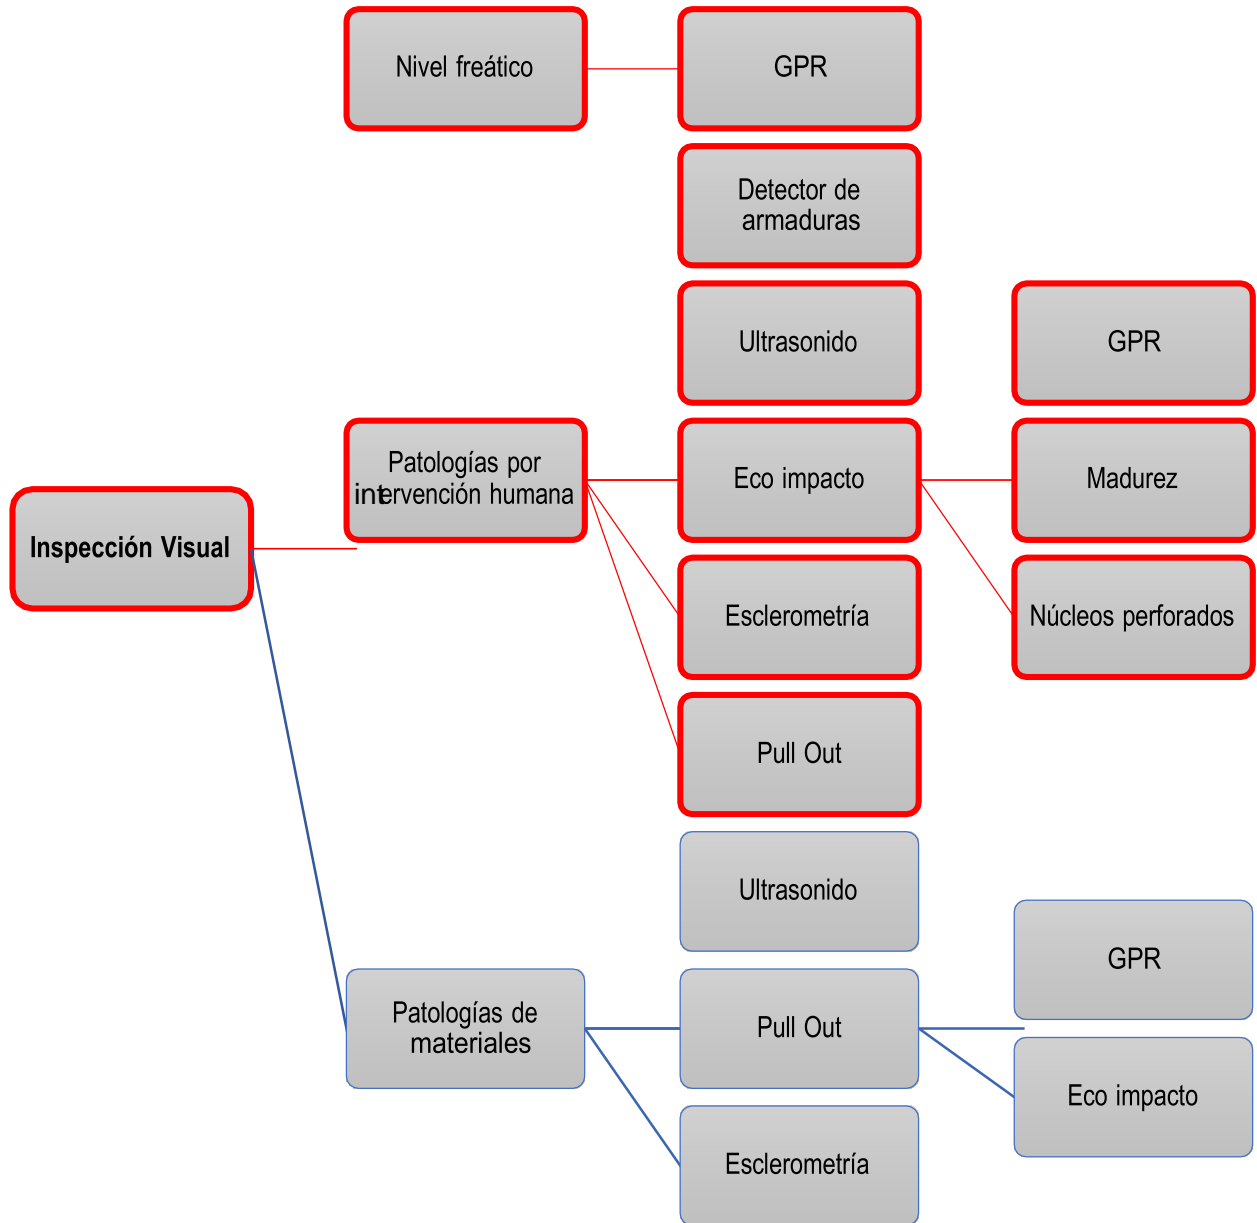 Nivel freático
GPR
Detector de
armaduras
Ultrasonido
GPR
Patologías por
intervención humana
Eco impacto
Madurez
Inspección Visual
Esclerometría
Núcleos perforados
Pull Out
Ultrasonido
GPR
Patologías de
materiales
Pull Out
Eco impacto
Esclerometría